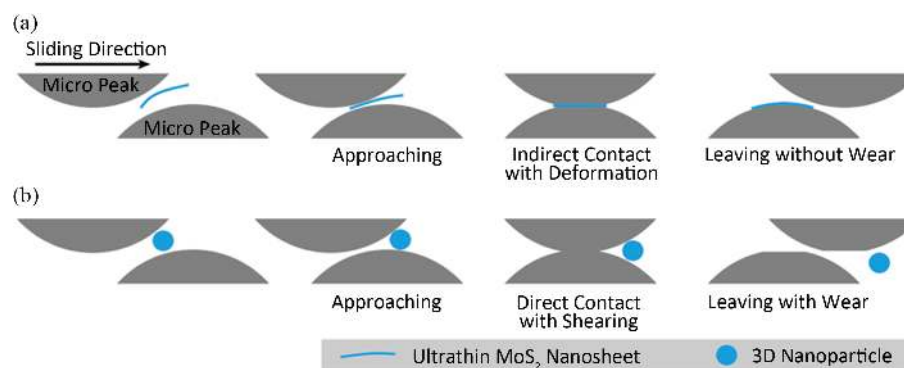 (a)
Sliding Direction
Micro Peak
Micro Peak
Approaching
Indirect Contact
with Deformation
Leaving without Wear
(b)
Approaching
Direct Contact
with Shearing
Leaving with Wear
Ultrathin MoS₂ Nanosheet
3D Nanoparticle